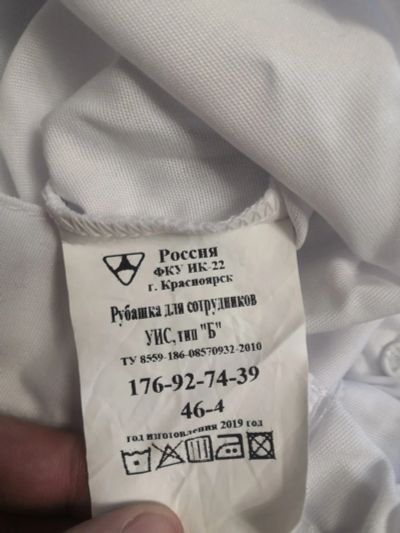 Россия
ФКУ ИК-22
г. Красноярск
Рубашка для сотрудников
УИС, тип "Б"
ТУ 8559-186-08570932-2010
176-92-74-39
46-4
год изготовления 2019 год